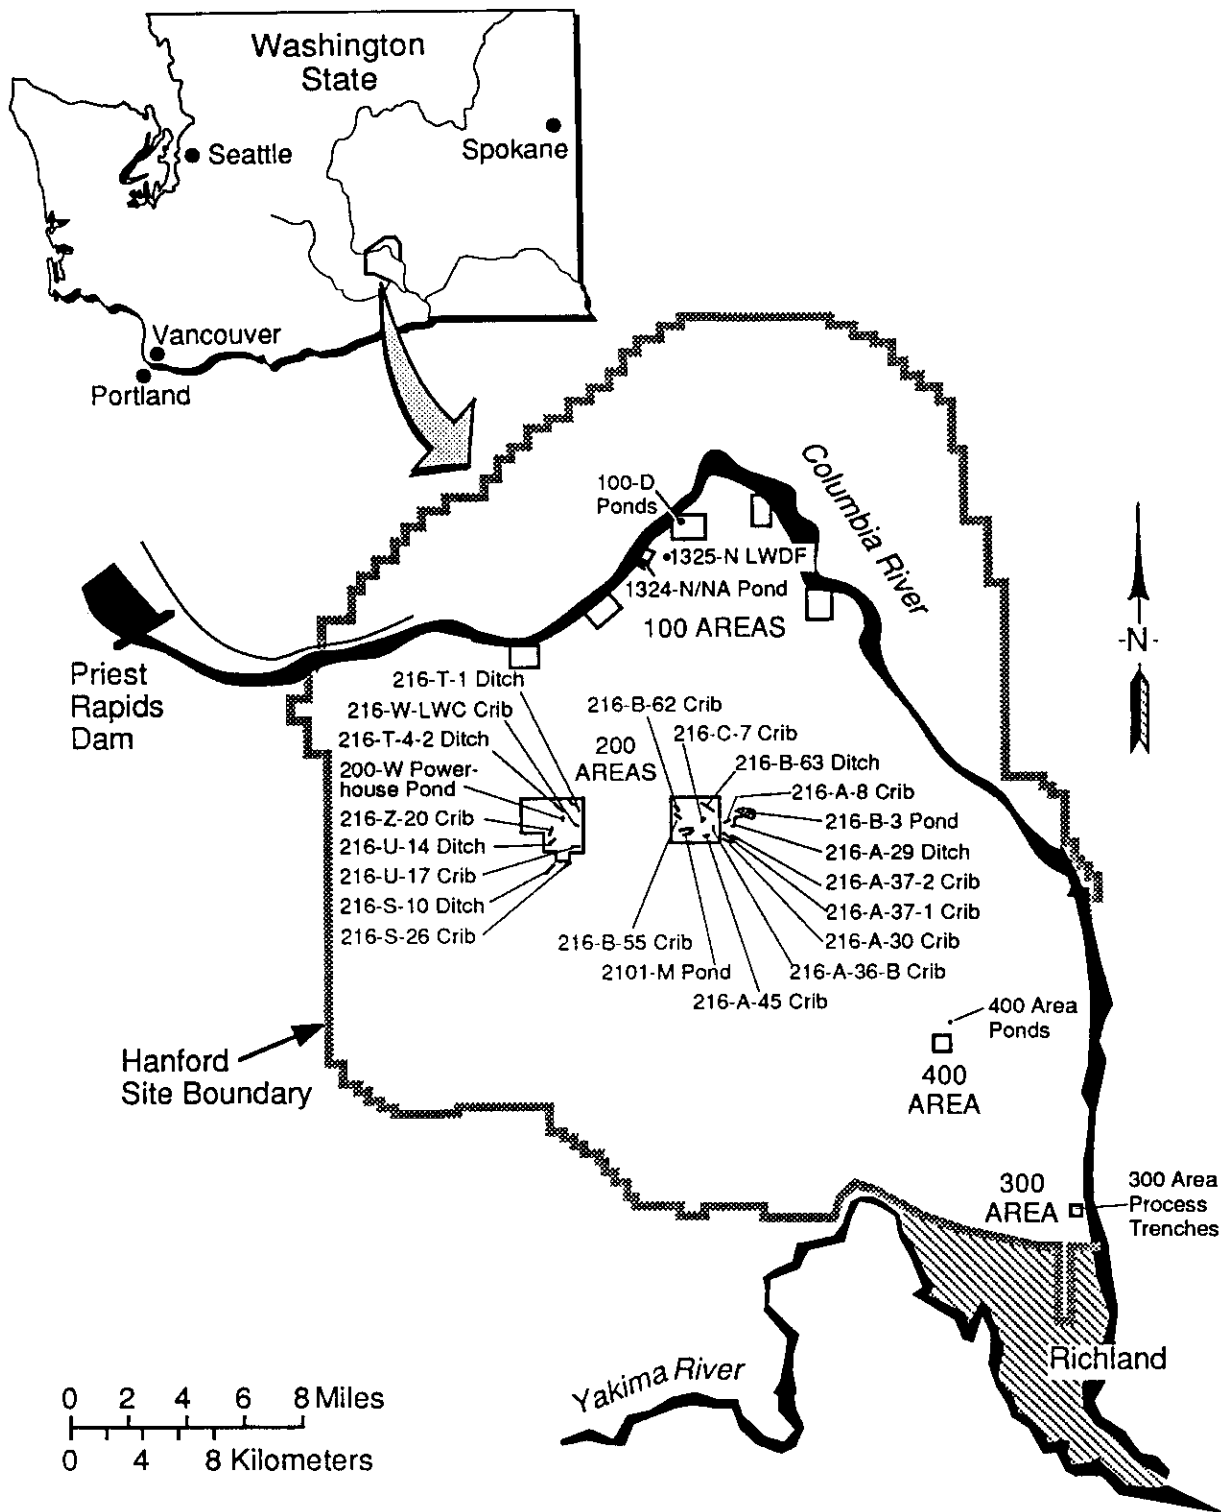 Washington
State
Seattle
Spokane
Vancouver
Portland
Columbia River
100-D
Ponds
1325-N LWDF
1324-N/NA Pond
100 AREAS
-N-
Priest
Rapids
Dam
216-T-1 Ditch
216-W-LWC Crib
216-T-4-2 Ditch
200-W Power-
house Pond
216-Z-20 Crib
216-U-14 Ditch
216-U-17 Crib
216-S-10 Ditch
216-S-26 Crib
200
AREAS
216-B-62 Crib
216-C-7 Crib
216-B-63 Ditch
216-A-8 Crib
216-B-3 Pond
216-A-29 Ditch
216-A-37-2 Crib
216-A-37-1 Crib
216-A-30 Crib
216-A-36-B Crib
216-B-55 Crib
2101-M Pond
216-A-45 Crib
400 Area
Ponds
400
AREA
Hanford
Site Boundary
300
AREA
300 Area
Process
Trenches
Richland
Yakima River
0 2 4 6 8 Miles
0 4 8 Kilometers